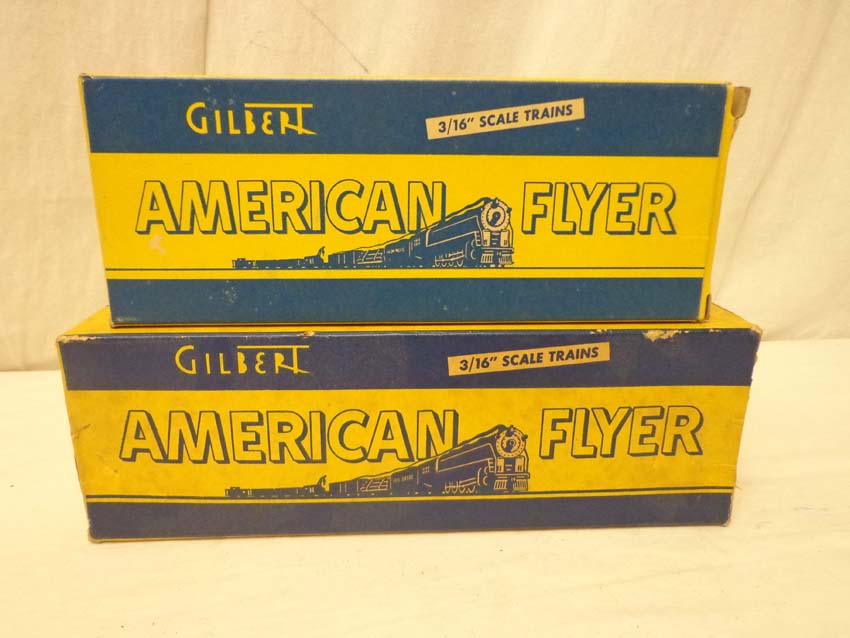 GILBERT
3/16" SCALE TRAINS
AMERICAN FLYER
GILBERT
3/16" SCALE TRAINS
AMERICAN FLYER